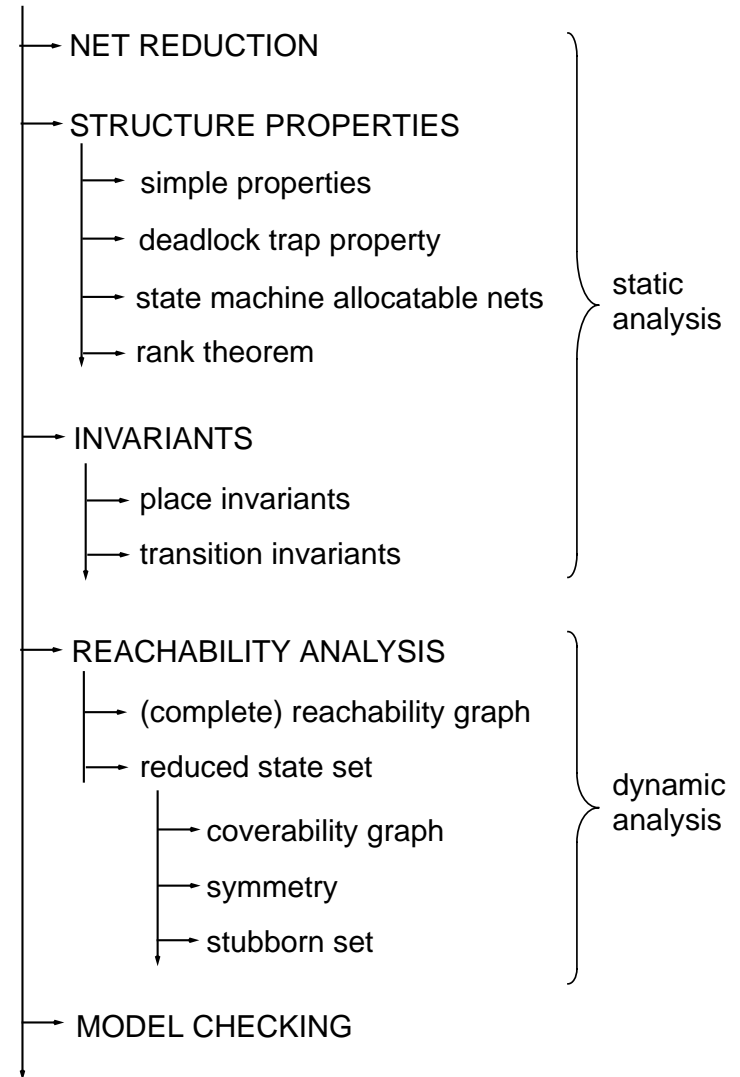 NET REDUCTION
STRUCTURE PROPERTIES
simple properties
deadlock trap property
state machine allocatable nets
rank theorem
static
analysis
INVARIANTS
place invariants
transition invariants
REACHABILITY ANALYSIS
(complete) reachability graph
reduced state set
dynamic
analysis
coverability graph
symmetry
stubborn set
MODEL CHECKING